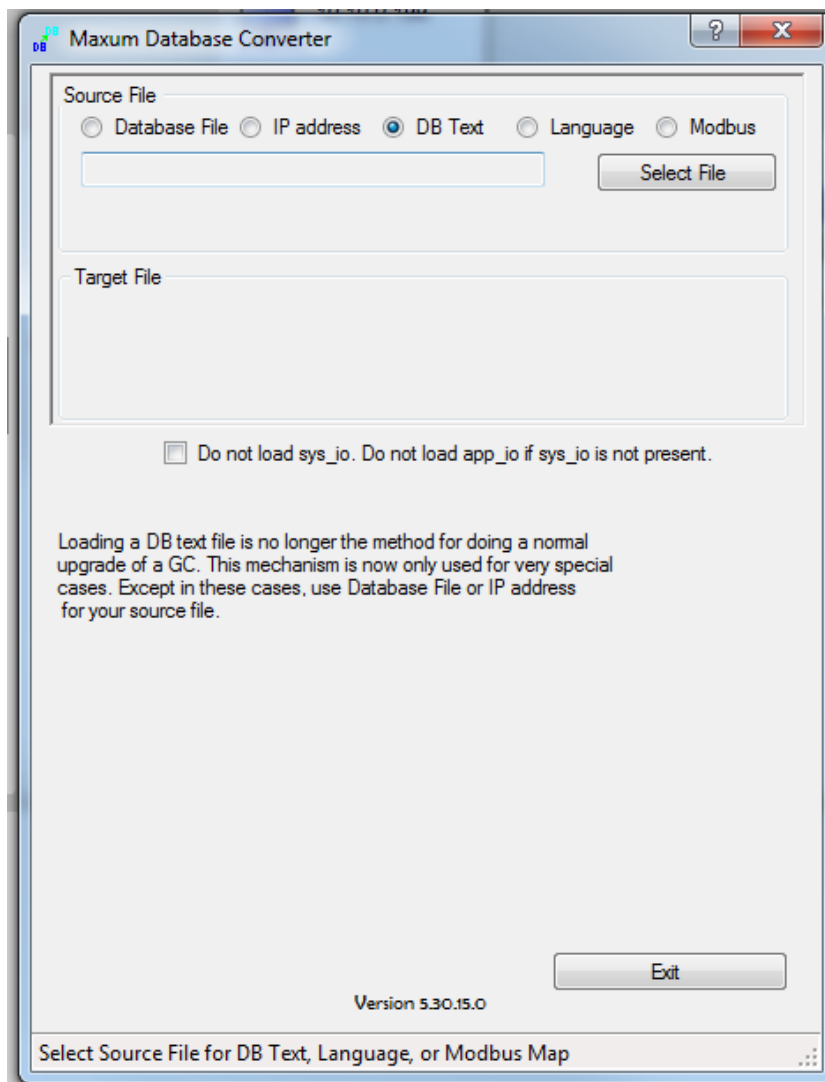 DB DB Maxum Database Converter ? X
Source File
Database File IP address DB Text Language Modbus
Select File
Target File
Do not load sys_io. Do not load app_io if sys_io is not present.
Loading a DB text file is no longer the method for doing a normal
upgrade of a GC. This mechanism is now only used for very special
cases. Except in these cases, use Database File or IP address
for your source file.
Exit
Version 5.30.15.0
Select Source File for DB Text, Language, or Modbus Map